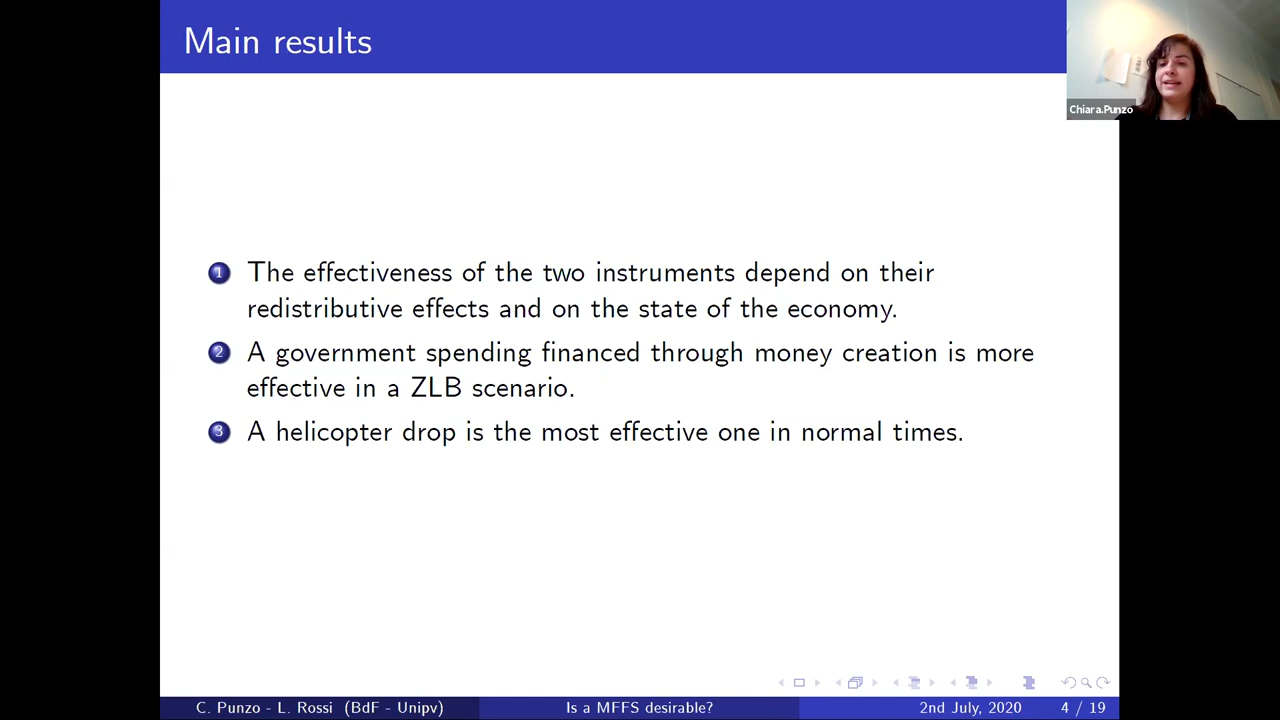 Main results
Chiara.Punzo
1 The effectiveness of the two instruments depend on their
redistributive effects and on the state of the economy.
2 A government spending financed through money creation is more
effective in a ZLB scenario.
3 A helicopter drop is the most effective one in normal times.
C. Punzo - L. Rossi (BdF - Unipv) Is a MFFS desirable? 2nd July, 2020 4 / 19